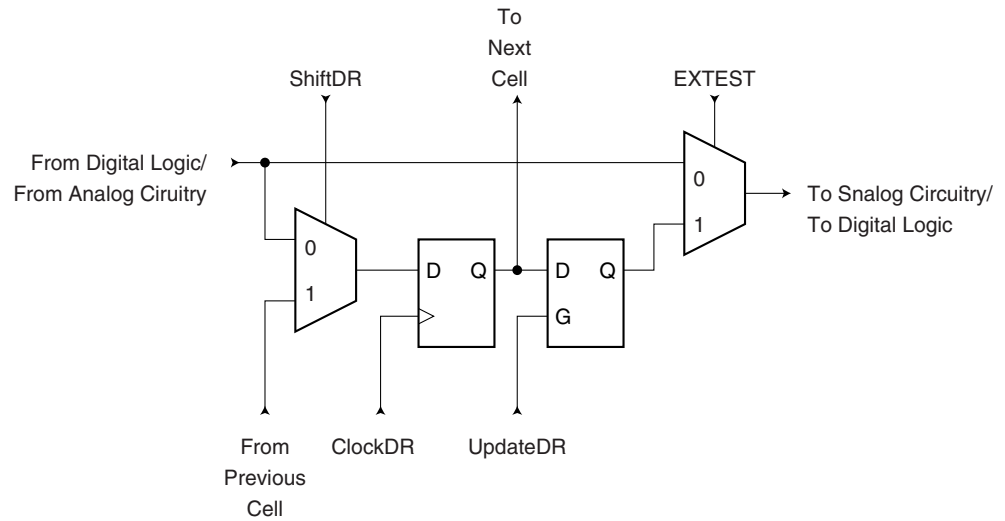 To
Next
Cell
ShiftDR
EXTEST
From Digital Logic/
From Analog Ciruitry
0
1
To Snalog Circuitry/
To Digital Logic
0
1
D Q
D Q
G
From
Previous
Cell
ClockDR
UpdateDR